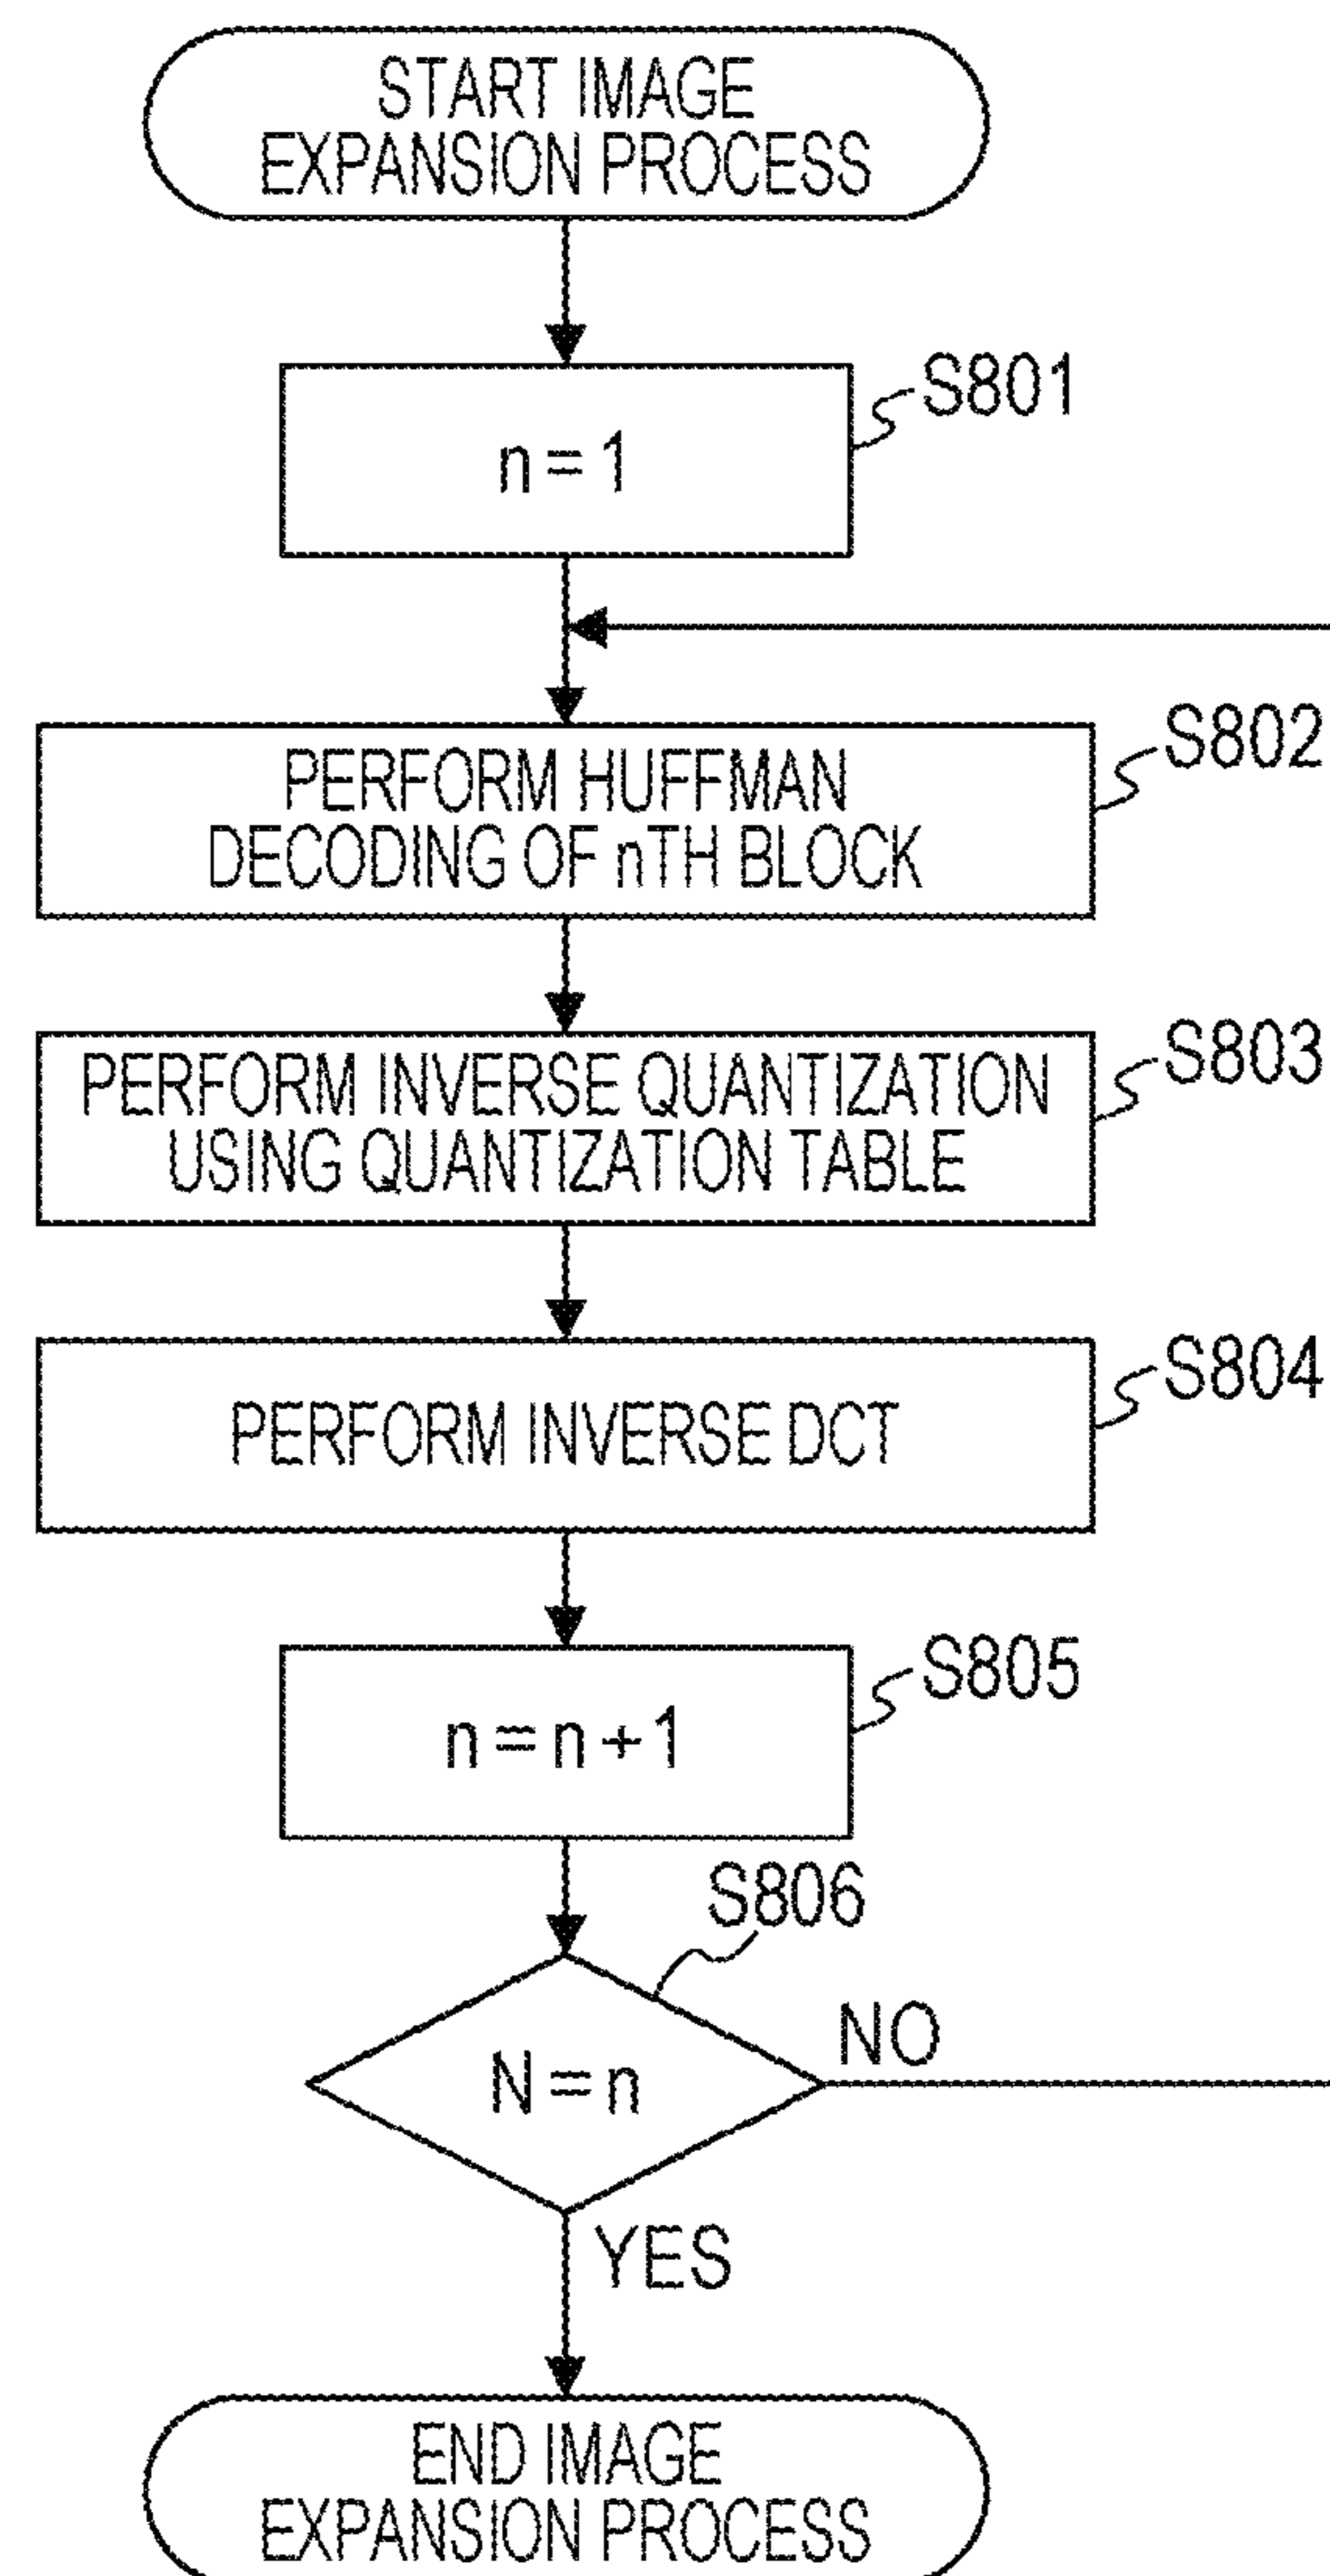 START IMAGE
EXPANSION PROCESS
S801
n = 1
S802
PERFORM HUFFMAN
DECODING OF nTH BLOCK
S803
PERFORM INVERSE QUANTIZATION
USING QUANTIZATION TABLE
S804
PERFORM INVERSE DCT
S805
n = n + 1
S806
N = n
NO
YES
END IMAGE
EXPANSION PROCESS